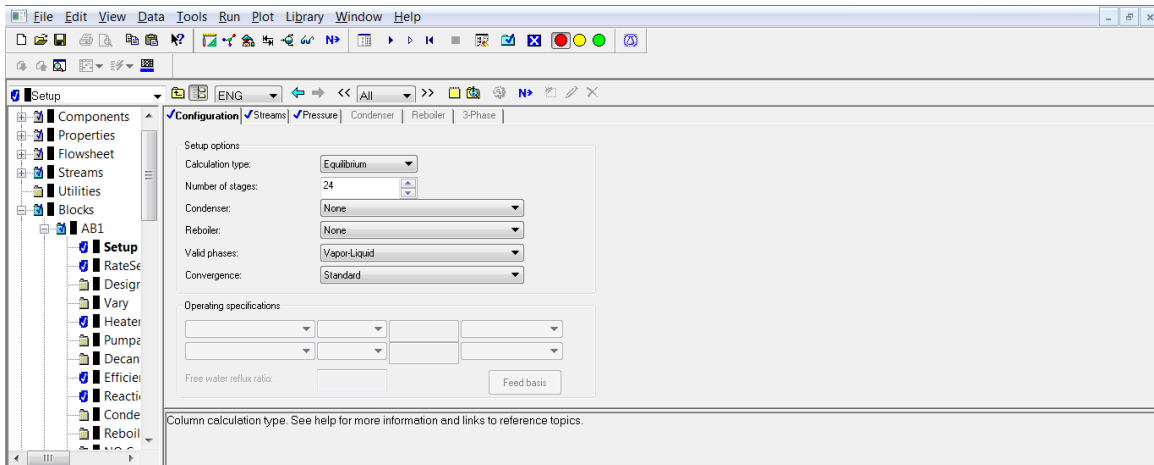 File Edit View Data Tools Run Plot Library Window Help
N>
Setup
ENG
<< All >>
N>
Components
Properties
Flowsheet
Streams
Utilities
Blocks
AB1
Setup
RateSe
Design
Vary
Heater
Pumpa
Decan
Efficie
Reacti
Conde
Reboil
Configuration Streams Pressure Condenser Reboiler 3-Phase
Setup options
Calculation type: Equilibrium
Number of stages: 24
Condenser: None
Reboiler: None
Valid phases: Vapor-Liquid
Convergence: Standard
Operating specifications
Free water reflux ratio: Feed basis
Column calculation type. See help for more information and links to reference topics.